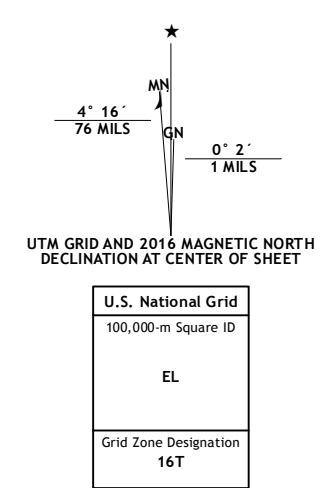 ★
MN
4° 16´
76 MILS
GN
0° 2´
1 MILS
UTM GRID AND 2016 MAGNETIC NORTH
DECLINATION AT CENTER OF SHEET
U.S. National Grid
100,000-m Square ID
EL
Grid Zone Designation
16T